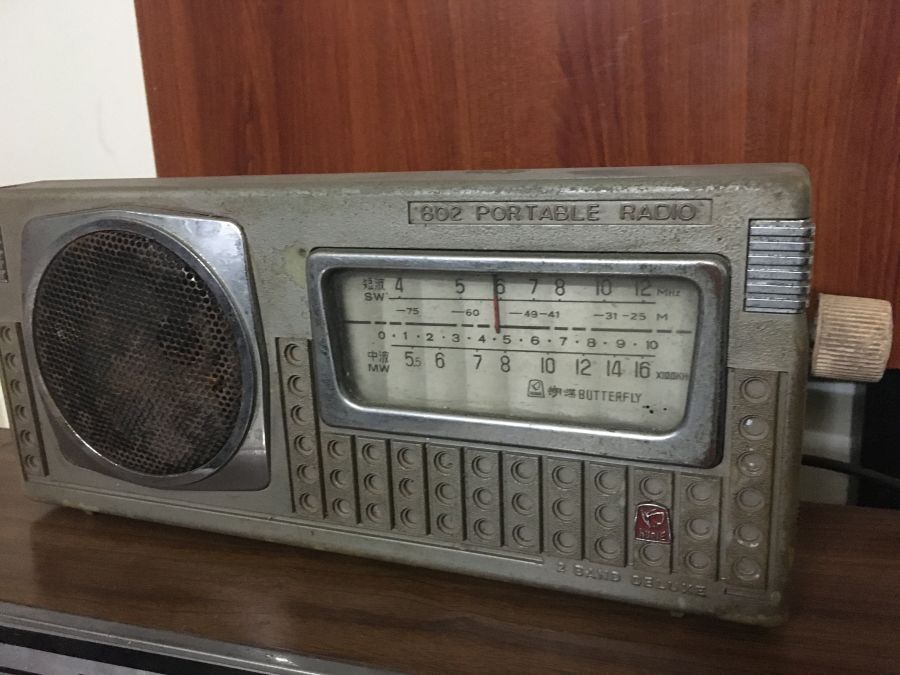 802 PORTABLE RADIO
短波 4 5 6 7 8 10 12 MHz
SW
75 60 49 41 31 25 M
0 1 2 3 4 5 6 7 8 9 10
中波 5.5 6 7 8 10 12 14 16 X100KH
MW
蝴蝶 BUTTERFLY
2 BAND DELUXE